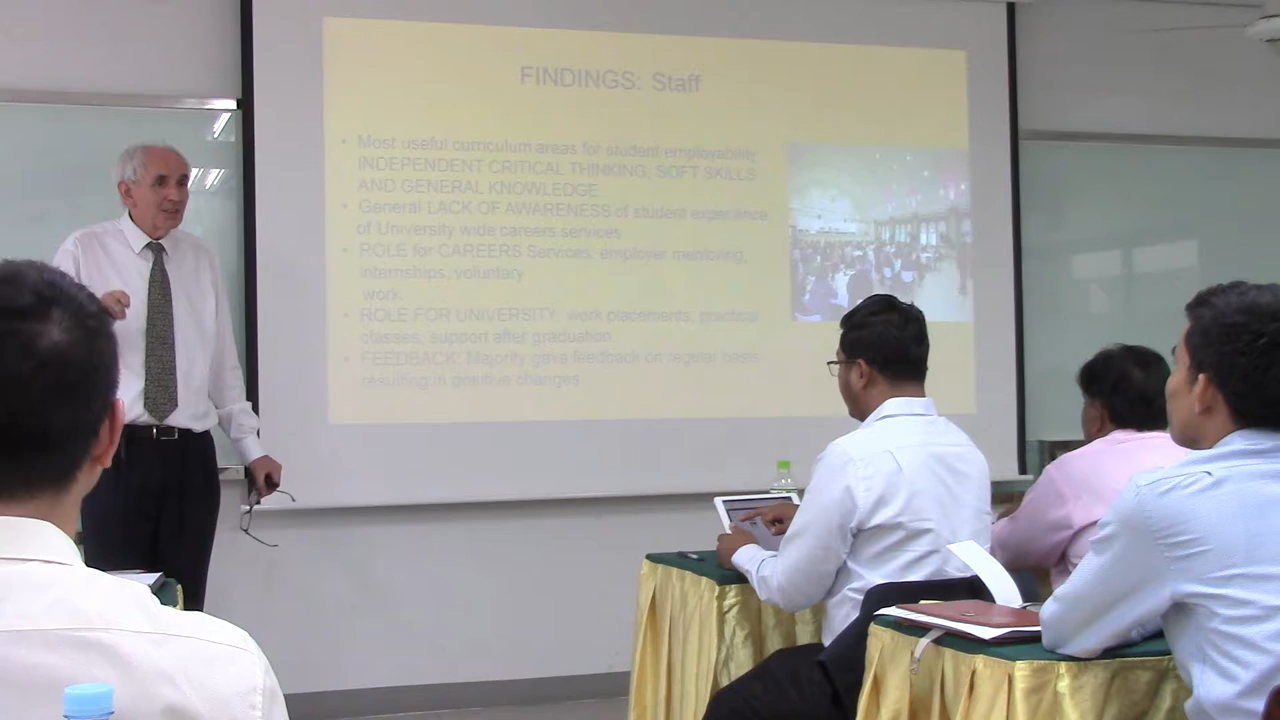 FINDINGS: Staff
• Most useful curriculum areas for student employability
INDEPENDENT CRITICAL THINKING, SOFT SKILLS
AND GENERAL KNOWLEDGE
• General LACK OF AWARENESS of student experience
of University wide careers services
• ROLE for CAREERS Services: employer mentoring,
internships, voluntary
work.
• ROLE FOR UNIVERSITY: work placements, practical
classes, support after graduation
• FEEDBACK: Majority gave feedback on regular basis
resulting in positive changes